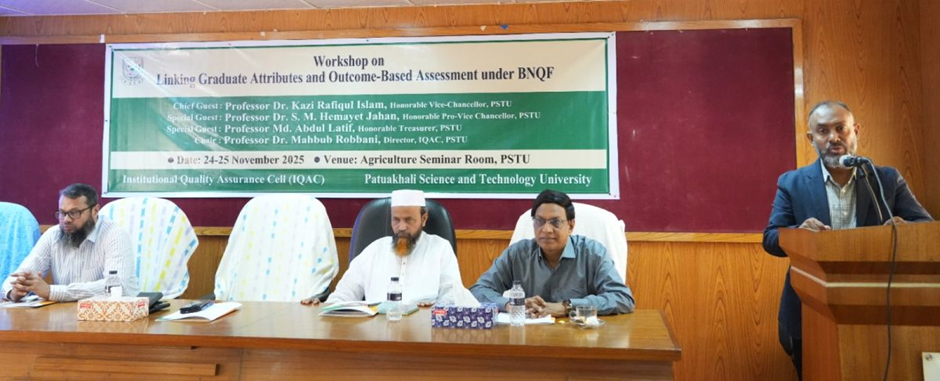 Workshop on
Linking Graduate Attributes and Outcome-Based Assessment under BNQF
Chief Guest : Professor Dr. Kazi Rafiqul Islam, Honorable Vice-Chancellor, PSTU
Special Guest : Professor Dr. S. M. Hemayet Jahan, Honorable Pro-Vice Chancellor, PSTU
Special Guest : Professor Md. Abdul Latif, Honorable Treasurer, PSTU
Chair : Professor Dr. Mahbub Robbani, Director, IQAC, PSTU
● Date: 24-25 November 2025 ● Venue: Agriculture Seminar Room, PSTU
Institutional Quality Assurance Cell (IQAC) Patuakhali Science and Technology University